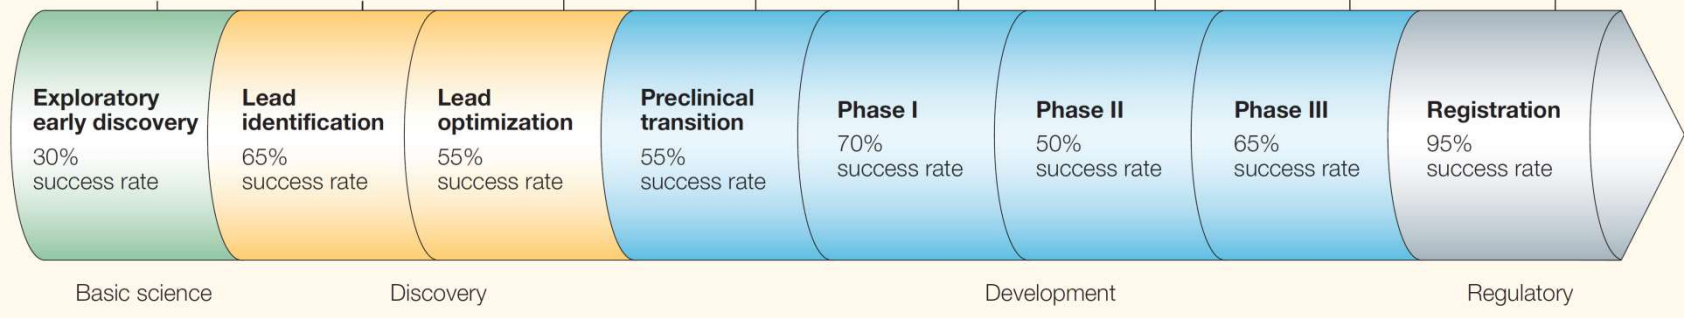 Exploratory
early discovery
30%
success rate
Lead
identification
65%
success rate
Lead
optimization
55%
success rate
Preclinical
transition
55%
success rate
Phase I
70%
success rate
Phase II
50%
success rate
Phase III
65%
success rate
Registration
95%
success rate
Basic science
Discovery
Development
Regulatory